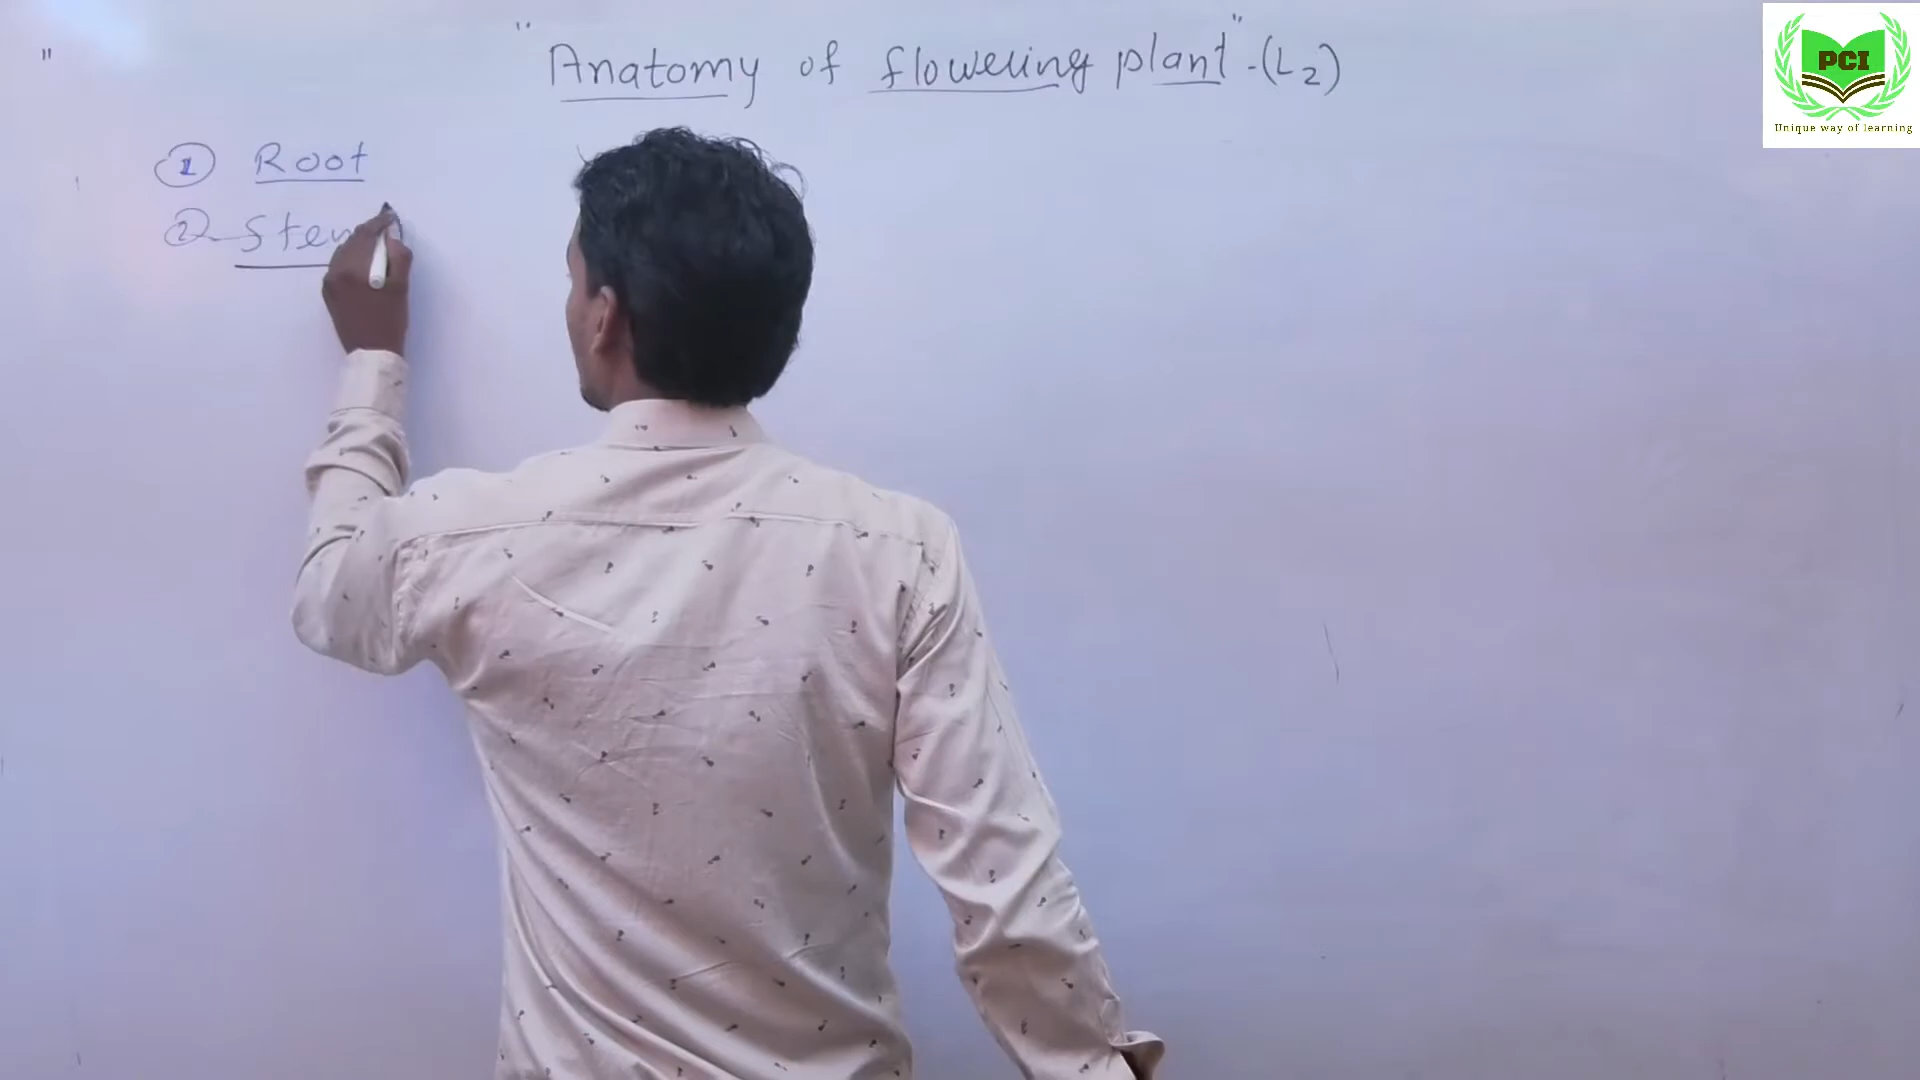 "Anatomy of flowering plant" - (L2)
PCI
Unique way of learning
① Root
② Stem